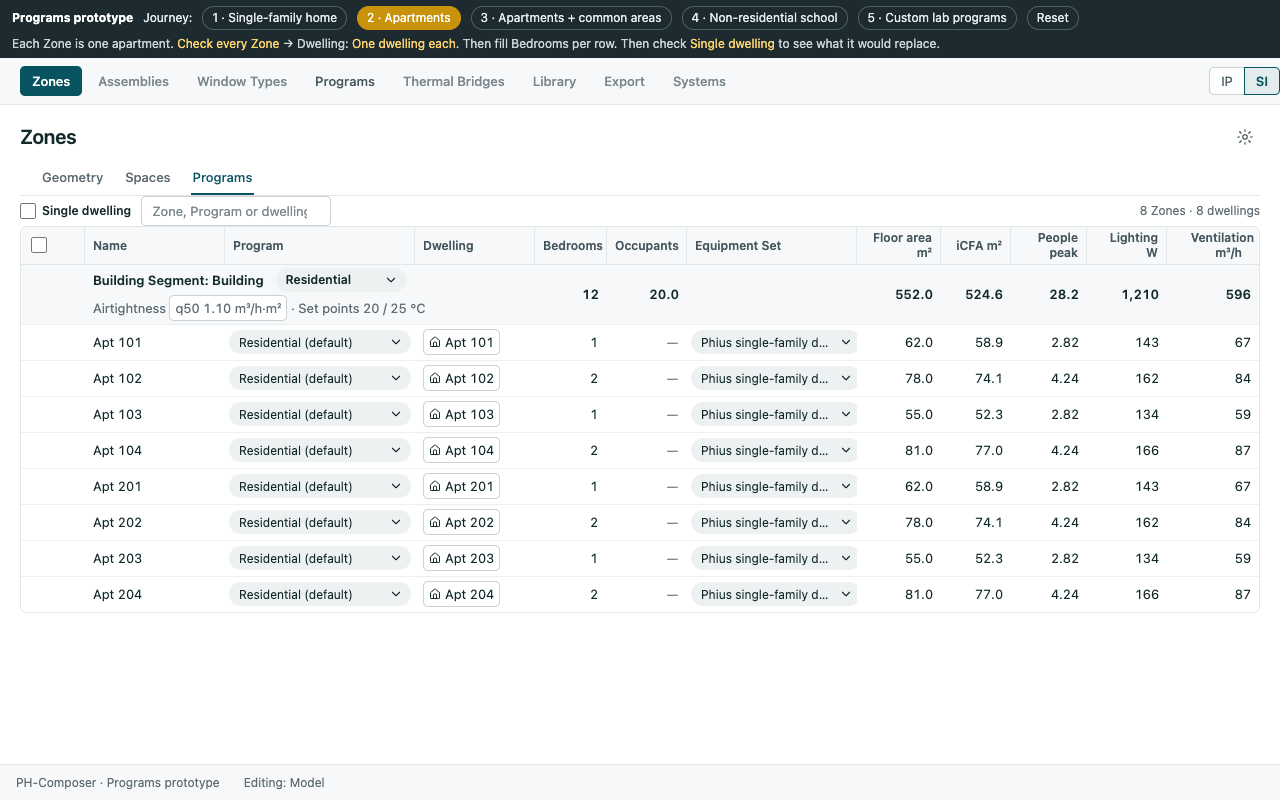 Programs prototype Journey: 1 · Single-family home 2 · Apartments 3 · Apartments + common areas 4 · Non-residential school 5 · Custom lab programs Reset
Each Zone is one apartment. Check every Zone → Dwelling: One dwelling each. Then fill Bedrooms per row. Then check Single dwelling to see what it would replace.
Zones Assemblies Window Types Programs Thermal Bridges Library Export Systems IP SI
Zones
Geometry Spaces Programs
Single dwelling Zone, Program or dwelling 8 Zones · 8 dwellings
Name Program Dwelling Bedrooms Occupants Equipment Set Floor area m² iCFA m² People peak Lighting W Ventilation m³/h
Building Segment: Building Residential 12 20.0 552.0 524.6 28.2 1,210 596
Airtightness q50 1.10 m³/h·m² · Set points 20 / 25 °C
Apt 101 Residential (default) Apt 101 1 — Phius single-family d... 62.0 58.9 2.82 143 67
Apt 102 Residential (default) Apt 102 2 — Phius single-family d... 78.0 74.1 4.24 162 84
Apt 103 Residential (default) Apt 103 1 — Phius single-family d... 55.0 52.3 2.82 134 59
Apt 104 Residential (default) Apt 104 2 — Phius single-family d... 81.0 77.0 4.24 166 87
Apt 201 Residential (default) Apt 201 1 — Phius single-family d... 62.0 58.9 2.82 143 67
Apt 202 Residential (default) Apt 202 2 — Phius single-family d... 78.0 74.1 4.24 162 84
Apt 203 Residential (default) Apt 203 1 — Phius single-family d... 55.0 52.3 2.82 134 59
Apt 204 Residential (default) Apt 204 2 — Phius single-family d... 81.0 77.0 4.24 166 87
PH-Composer · Programs prototype Editing: Model